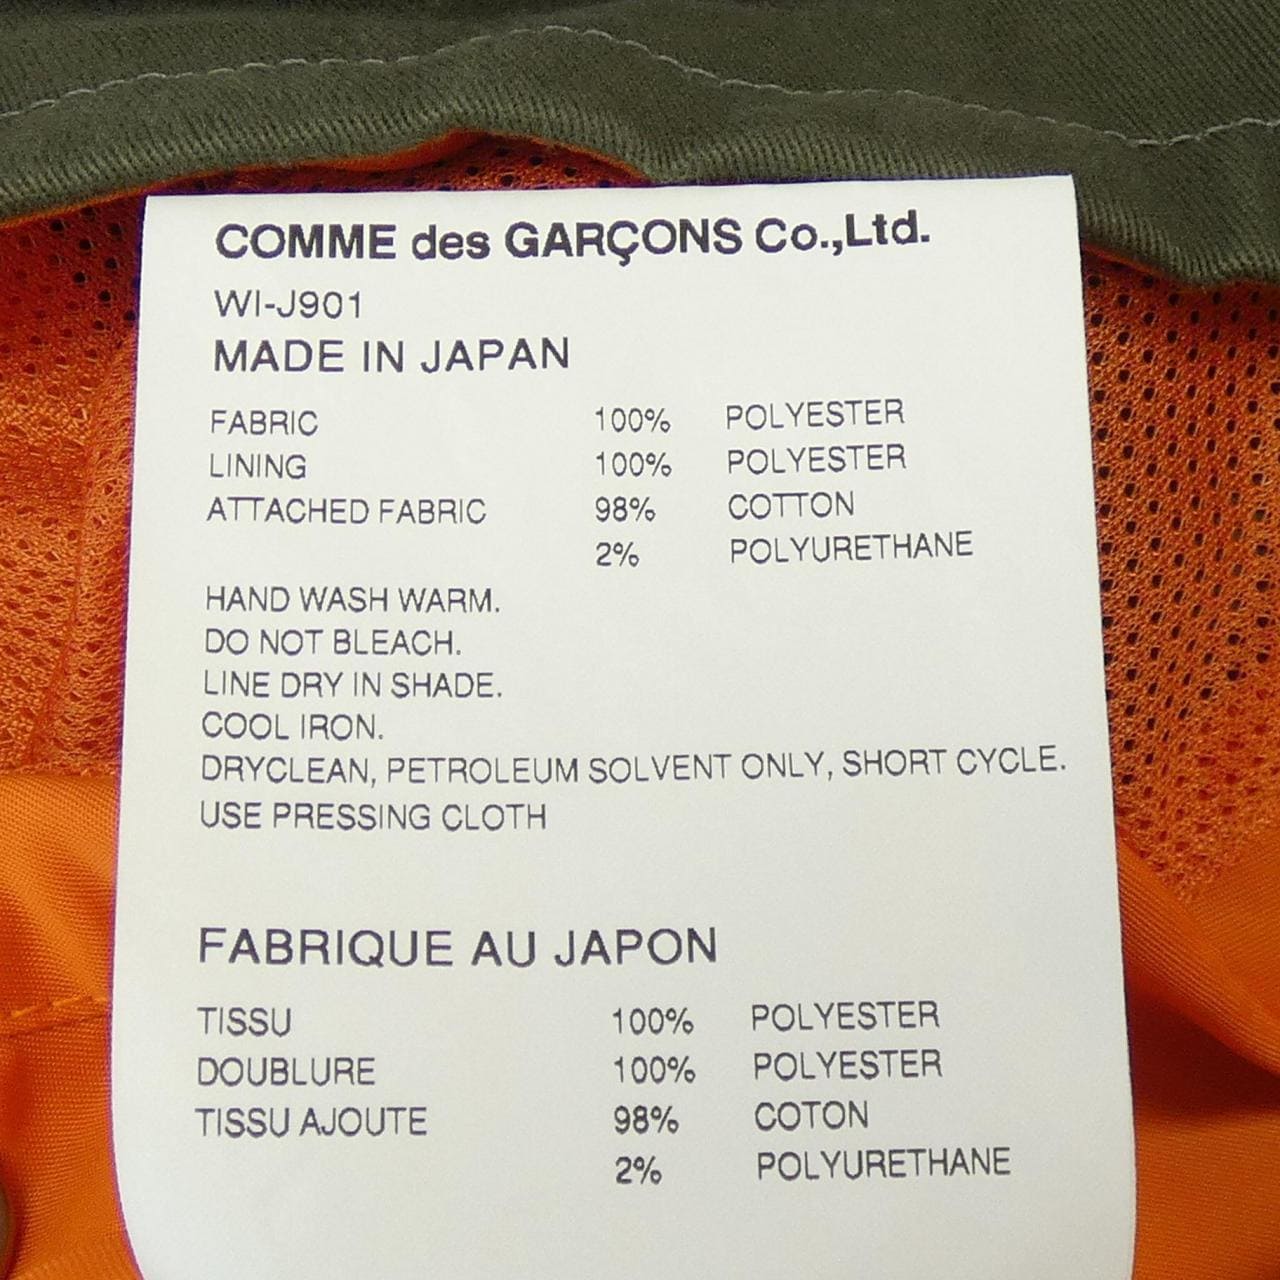 COMME des GARÇONS Co.,Ltd.
WI-J901
MADE IN JAPAN
FABRIC 100% POLYESTER
LINING 100% POLYESTER
ATTACHED FABRIC 98% COTTON
2% POLYURETHANE
HAND WASH WARM.
DO NOT BLEACH.
LINE DRY IN SHADE.
COOL IRON.
DRYCLEAN, PETROLEUM SOLVENT ONLY, SHORT CYCLE.
USE PRESSING CLOTH
FABRIQUE AU JAPON
TISSU 100% POLYESTER
DOUBLURE 100% POLYESTER
TISSU AJOUTE 98% COTON
2% POLYURETHANE